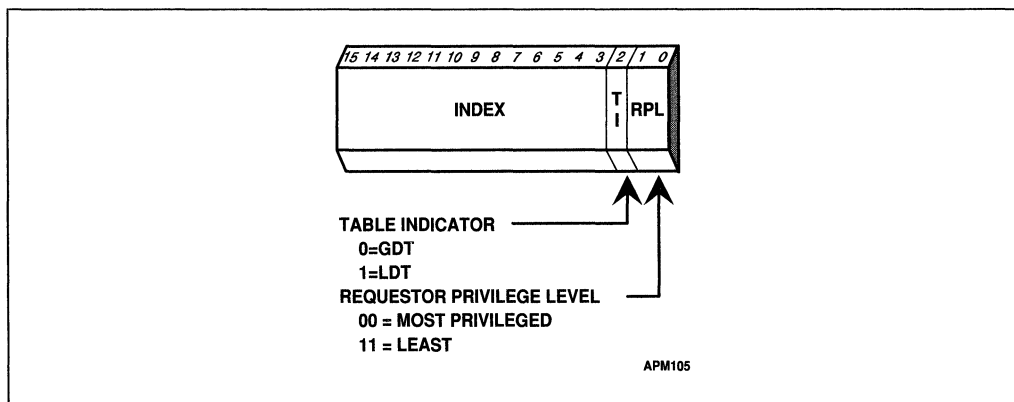 15 14 13 12 11 10 9 8 7 6 5 4 3 2 1 0
INDEX
T
I
RPL
TABLE INDICATOR
0=GDT
1=LDT
REQUESTOR PRIVILEGE LEVEL
00 = MOST PRIVILEGED
11 = LEAST
APM105